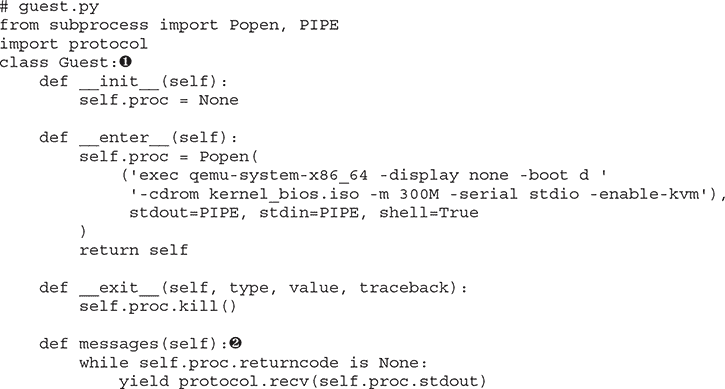 # guest.py
from subprocess import Popen, PIPE
import protocol
class Guest:❶
    def __init__(self):
        self.proc = None

    def __enter__(self):
        self.proc = Popen(
            ('exec qemu-system-x86_64 -display none -boot d '
             '-cdrom kernel_bios.iso -m 300M -serial stdio -enable-kvm'),
             stdout=PIPE, stdin=PIPE, shell=True
        )
        return self

    def __exit__(self, type, value, traceback):
        self.proc.kill()

    def messages(self):❷
        while self.proc.returncode is None:
            yield protocol.recv(self.proc.stdout)